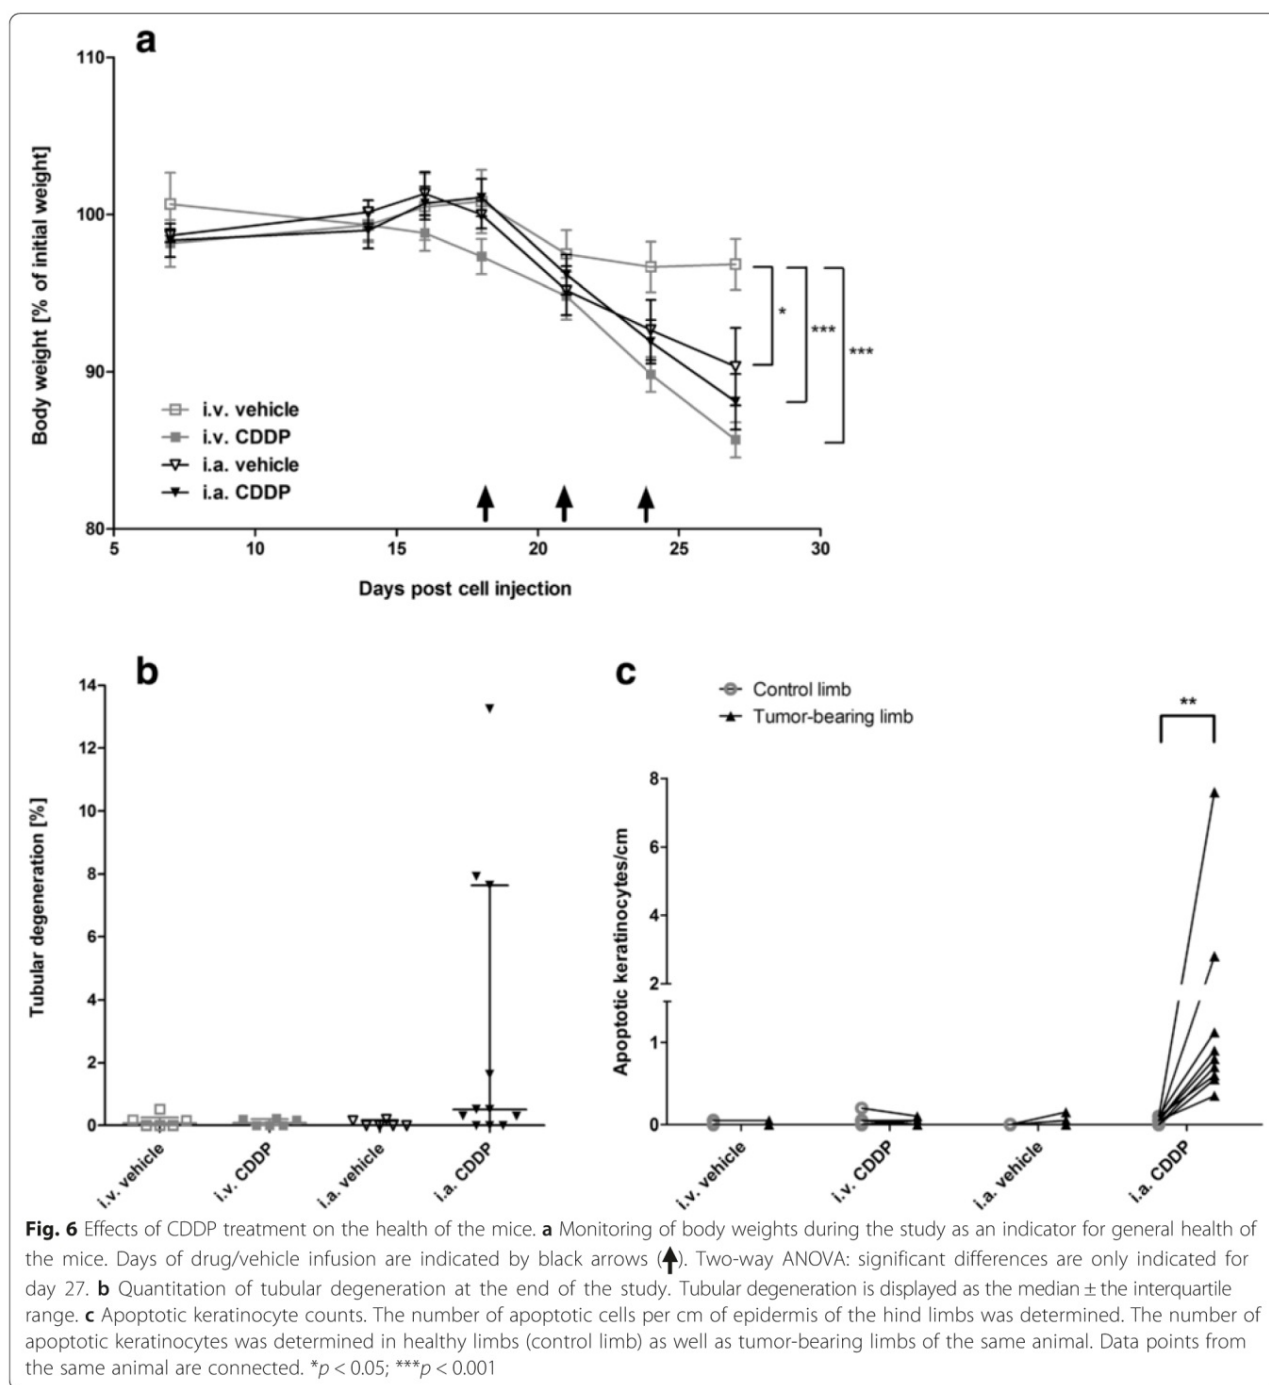 a
110
100
90
80
Body weight [% of initial weight]
*
***
***
i.v. vehicle
i.v. CDDP
i.a. vehicle
i.a. CDDP
5 10 15 20 25 30
Days post cell injection
b
14
12
10
8
6
4
2
0
Tubular degeneration [%]
i.v. vehicle
i.v. CDDP
i.a. vehicle
i.a. CDDP
c
Control limb
Tumor-bearing limb
**
8
6
4
2
1
0
Apoptotic keratinocytes/cm
i.v. vehicle
i.v. CDDP
i.a. vehicle
i.a. CDDP
Fig. 6 Effects of CDDP treatment on the health of the mice. a Monitoring of body weights during the study as an indicator for general health of
the mice. Days of drug/vehicle infusion are indicated by black arrows (↑). Two-way ANOVA: significant differences are only indicated for
day 27. b Quantitation of tubular degeneration at the end of the study. Tubular degeneration is displayed as the median ± the interquartile
range. c Apoptotic keratinocyte counts. The number of apoptotic cells per cm of epidermis of the hind limbs was determined. The number of
apoptotic keratinocytes was determined in healthy limbs (control limb) as well as tumor-bearing limbs of the same animal. Data points from
the same animal are connected. *p < 0.05; ***p < 0.001